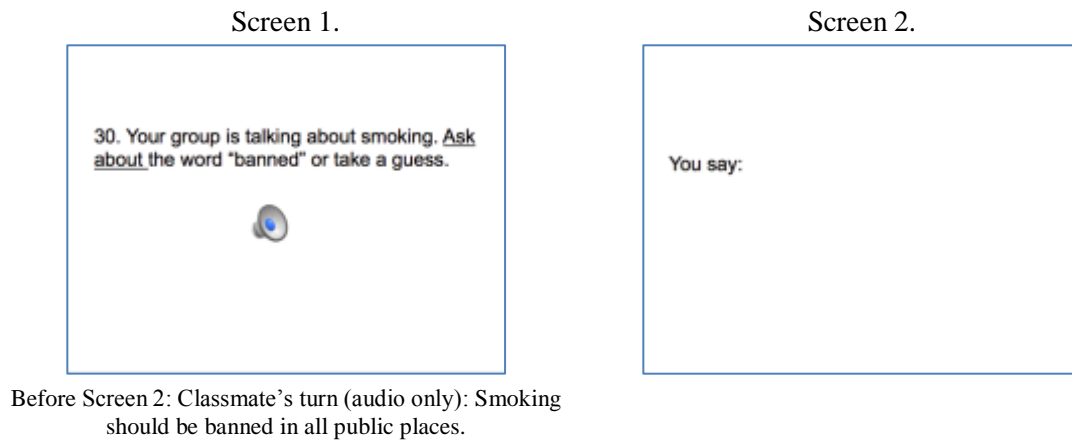 Screen 1.
30. Your group is talking about smoking. Ask
about the word “banned” or take a guess.
Before Screen 2: Classmate’s turn (audio only): Smoking
should be banned in all public places.
Screen 2.
You say: